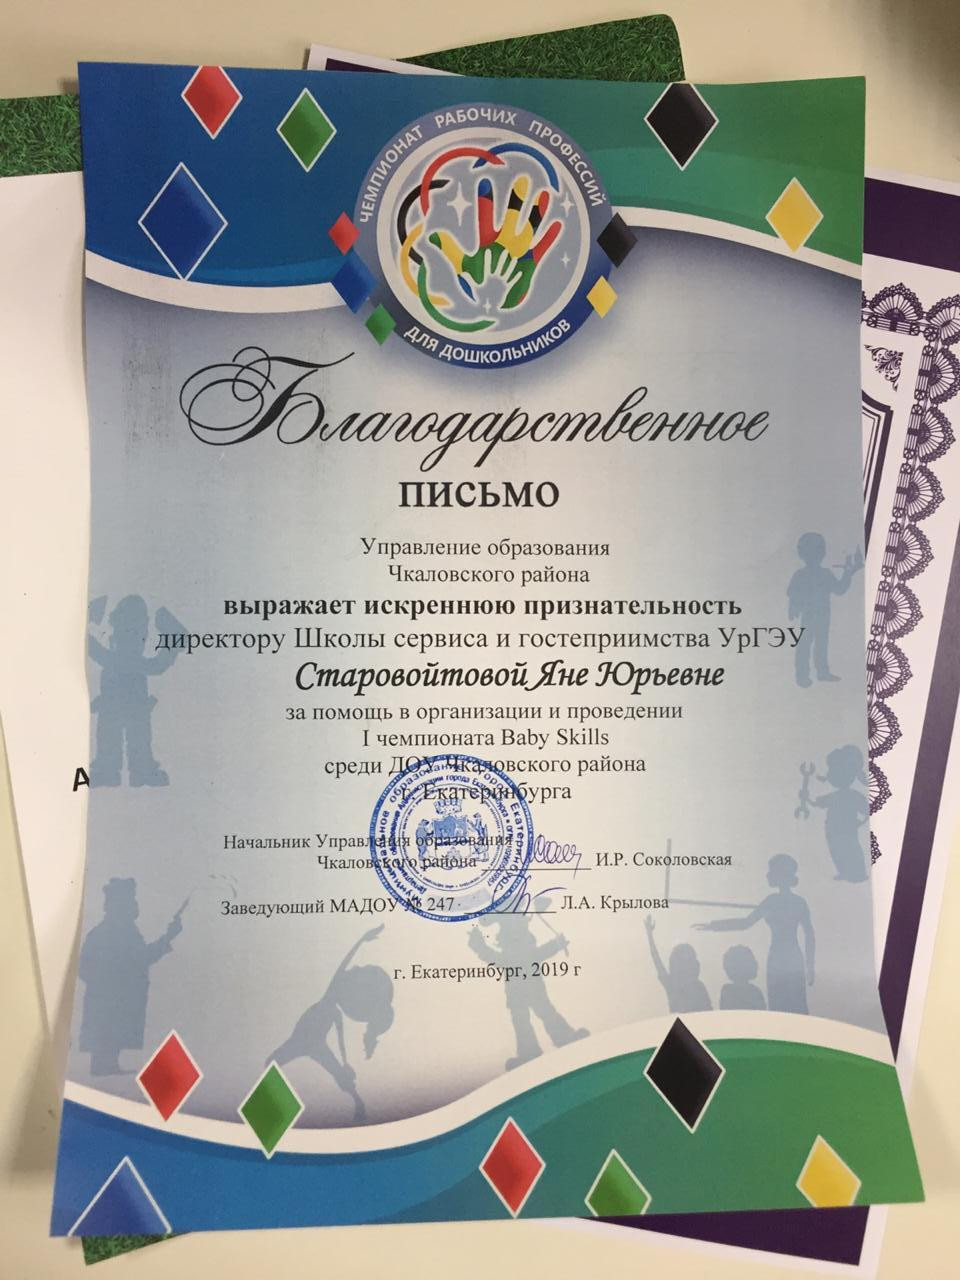 ЧЕМПИОНАТ РАБОЧИХ ПРОФЕССИЙ
ДЛЯ ДОШКОЛЬНИКОВ
Благодарственное
ПИСЬМО
Управление образования
Чкаловского района
выражает искреннюю признательность
директору Школы сервиса и гостеприимства УрГЭУ
Старовойтовой Яне Юрьевне
за помощь в организации и проведении
I чемпионата Baby Skills
среди ДОУ Чкаловского района
г. Екатеринбурга
Начальник Управления образования
Чкаловского района И.Р. Соколовская
Заведующий МАДОУ № 247 Л.А. Крылова
г. Екатеринбург, 2019 г
А